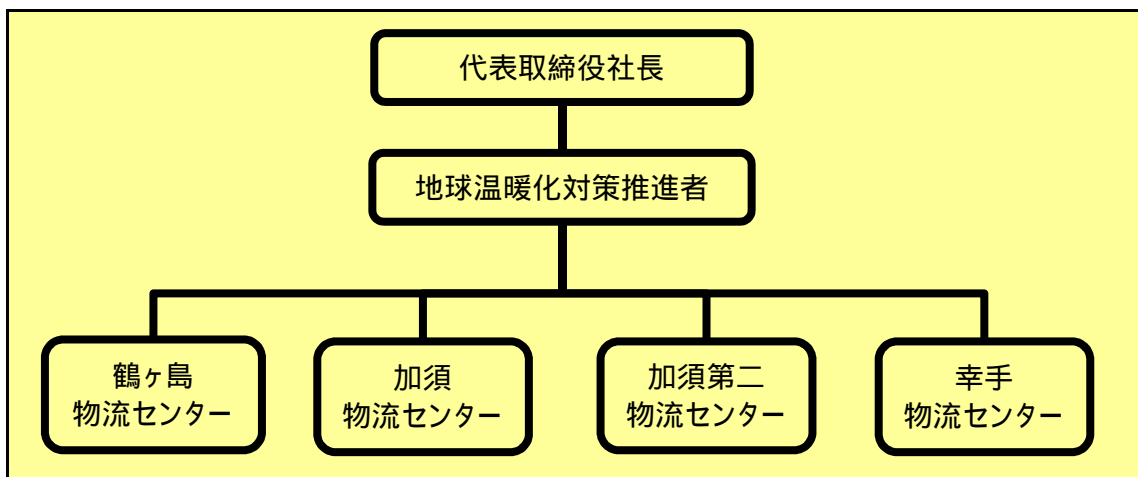 代表取締役社長
地球温暖化対策推進者
鶴ヶ島
物流センター
加須
物流センター
加須第二
物流センター
幸手
物流センター